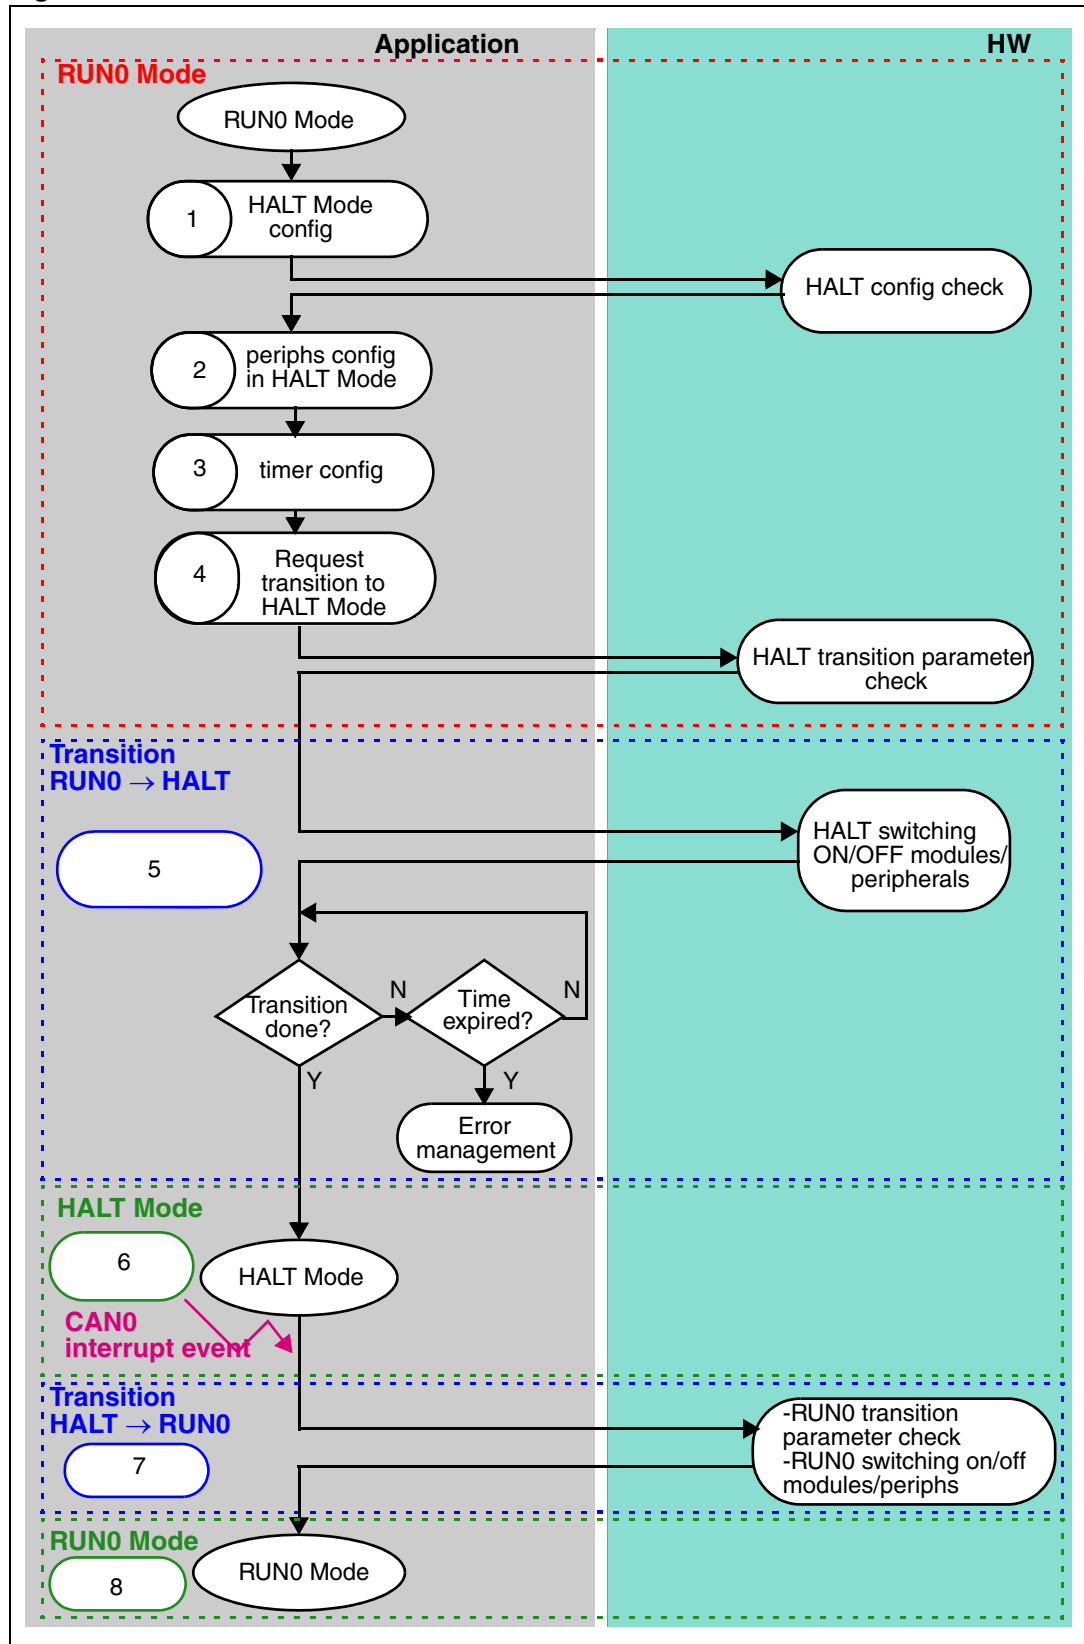 Application
HW
RUN0 Mode
RUN0 Mode
1
HALT Mode
config
HALT config check
2
periphs config
in HALT Mode
3
timer config
4
Request
transition to
HALT Mode
HALT transition parameter
check
Transition
RUN0 → HALT
5
HALT switching
ON/OFF modules/
peripherals
Transition
done?
N
Time
expired?
N
Y
Y
Error
management
HALT Mode
6
HALT Mode
CAN0
interrupt event
Transition
HALT → RUN0
7
-RUN0 transition
parameter check
-RUN0 switching on/off
modules/periphs
RUN0 Mode
8
RUN0 Mode